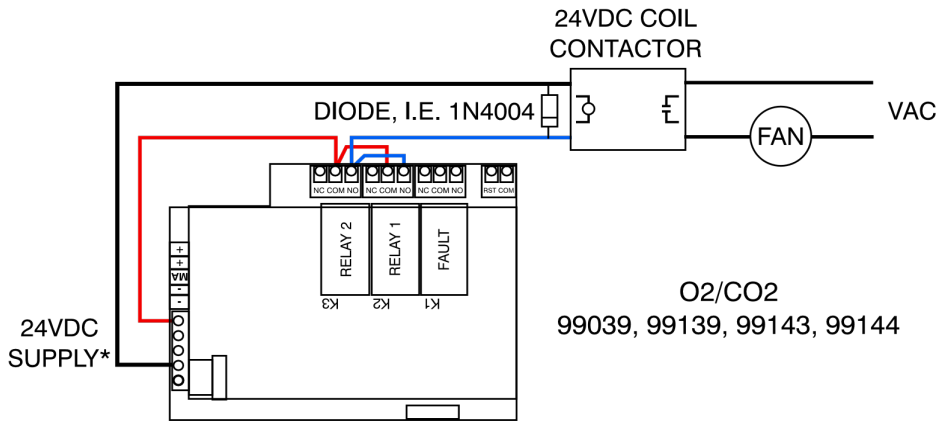 24VDC COIL
CONTACTOR
DIODE, I.E. 1N4004
VAC
FAN
NC COM NO NC COM NO NC COM NO RST COM
RELAY 2
RELAY 1
FAULT
K3
K2
K1
+
+
MA
-
-
24VDC
SUPPLY*
O2/CO2
99039, 99139, 99143, 99144